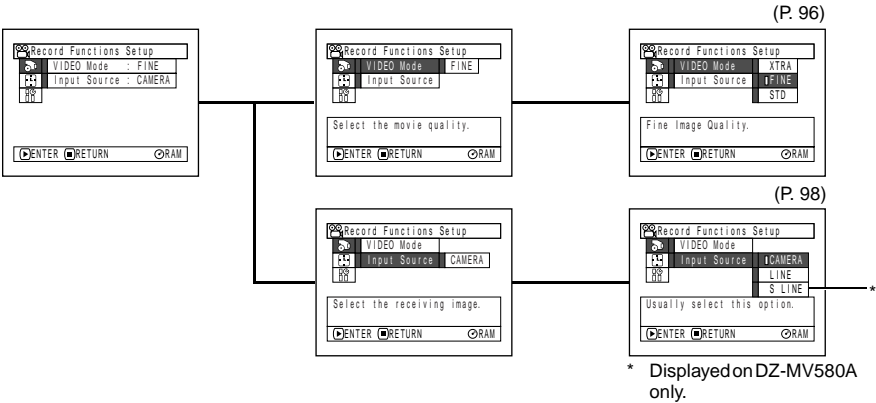 (P. 96)
Record Functions Setup
VIDEO Mode : FINE
Input Source : CAMERA
ENTER RETURN RAM
Record Functions Setup
VIDEO Mode FINE
Input Source
Select the movie quality.
ENTER RETURN RAM
Record Functions Setup
VIDEO Mode XTRA
Input Source FINE
STD
Fine Image Quality.
ENTER RETURN RAM
(P. 98)
Record Functions Setup
VIDEO Mode
Input Source CAMERA
Select the receiving image.
ENTER RETURN RAM
Record Functions Setup
VIDEO Mode
Input Source CAMERA
LINE
S LINE *
Usually select this option.
ENTER RETURN RAM
* Displayed on DZ-MV580A
only.